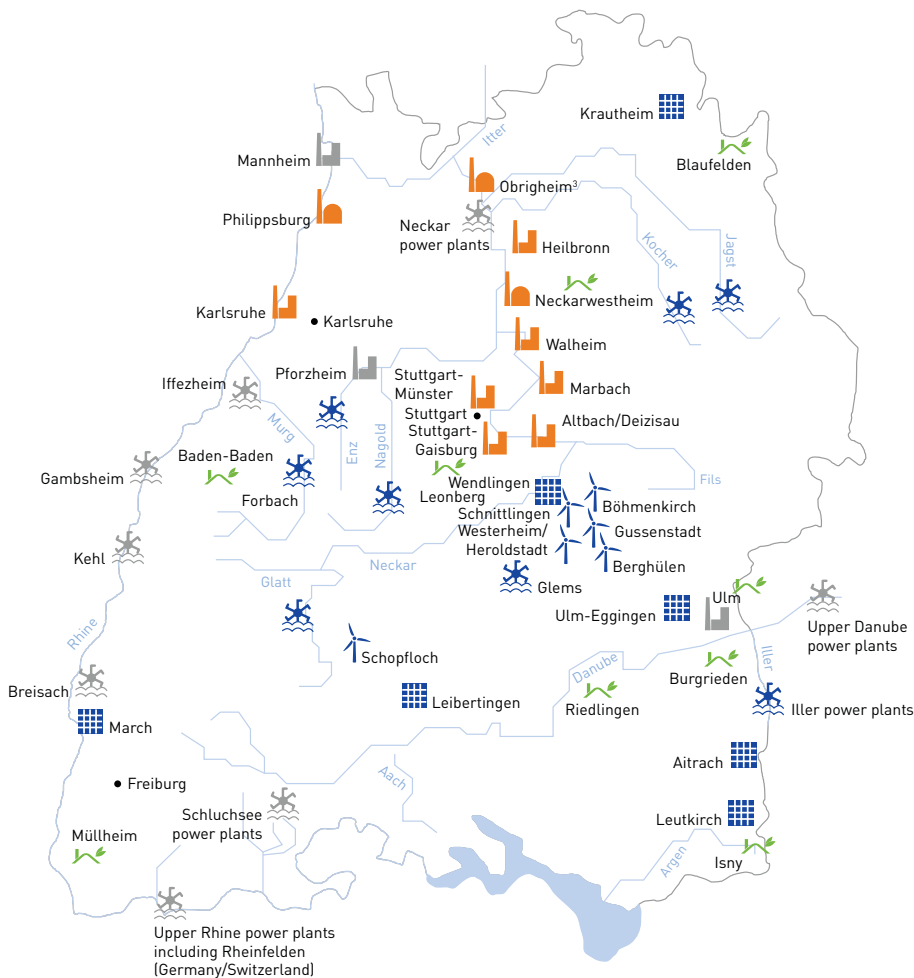 Krautheim
Itter
Blaufelden
Mannheim
Obrigheim³
Philippsburg
Neckar
power plants
Heilbronn
Kocher
Jagst
Neckarwestheim
Karlsruhe
Karlsruhe
Walheim
Pforzheim
Stuttgart-
Münster
Marbach
Iffezheim
Stuttgart
Altbach/Deizisau
Murg
Enz
Nagold
Stuttgart-
Gaisburg
Baden-Baden
Gambsheim
Forbach
Leonberg
Wendlingen
Fils
Schnittlingen
Böhmenkirch
Westerheim/
Heroldstadt
Gussenstadt
Kehl
Neckar
Berghülen
Glatt
Glems
Ulm
Ulm-Eggingen
Rhine
Upper Danube
power plants
Schopfloch
Iller
Danube
Burgrieden
Breisach
Leibertingen
Riedlingen
Iller power plants
March
Aitrach
Aach
Freiburg
Schluchsee
power plants
Leutkirch
Müllheim
Argen
Isny
Upper Rhine power plants
including Rheinfelden
(Germany/Switzerland)